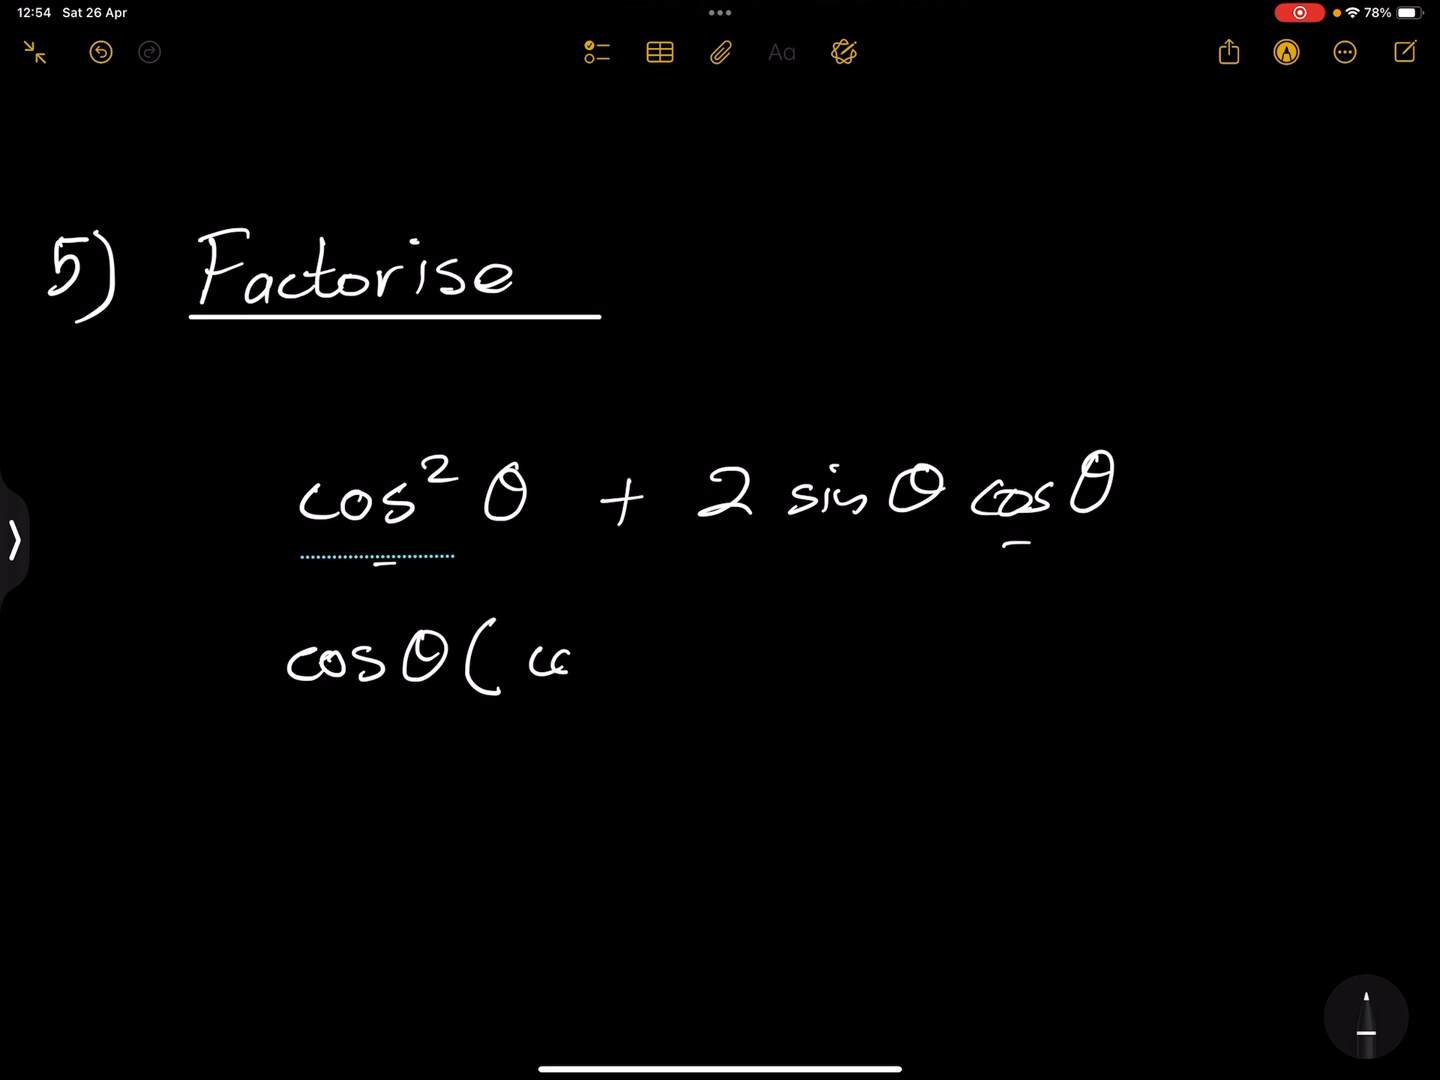 12:54 Sat 26 Apr
78%
Aa
5) Factorise
cos² θ + 2 sin θ cos θ
cos θ (